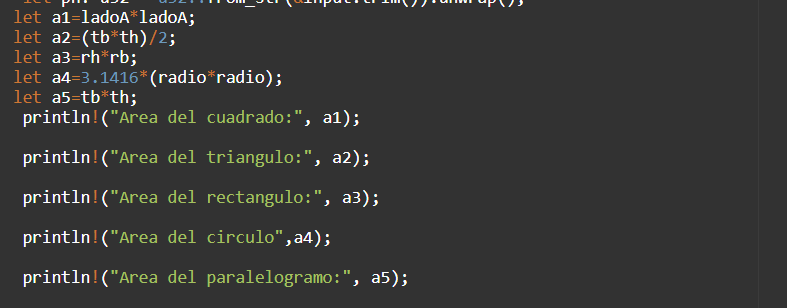 let a1=ladoA*ladoA;
let a2=(tb*th)/2;
let a3=rh*rb;
let a4=3.1416*(radio*radio);
let a5=tb*th;
println!("Area del cuadrado:", a1);
println!("Area del triangulo:", a2);
println!("Area del rectangulo:", a3);
println!("Area del circulo",a4);
println!("Area del paralelogramo:", a5);